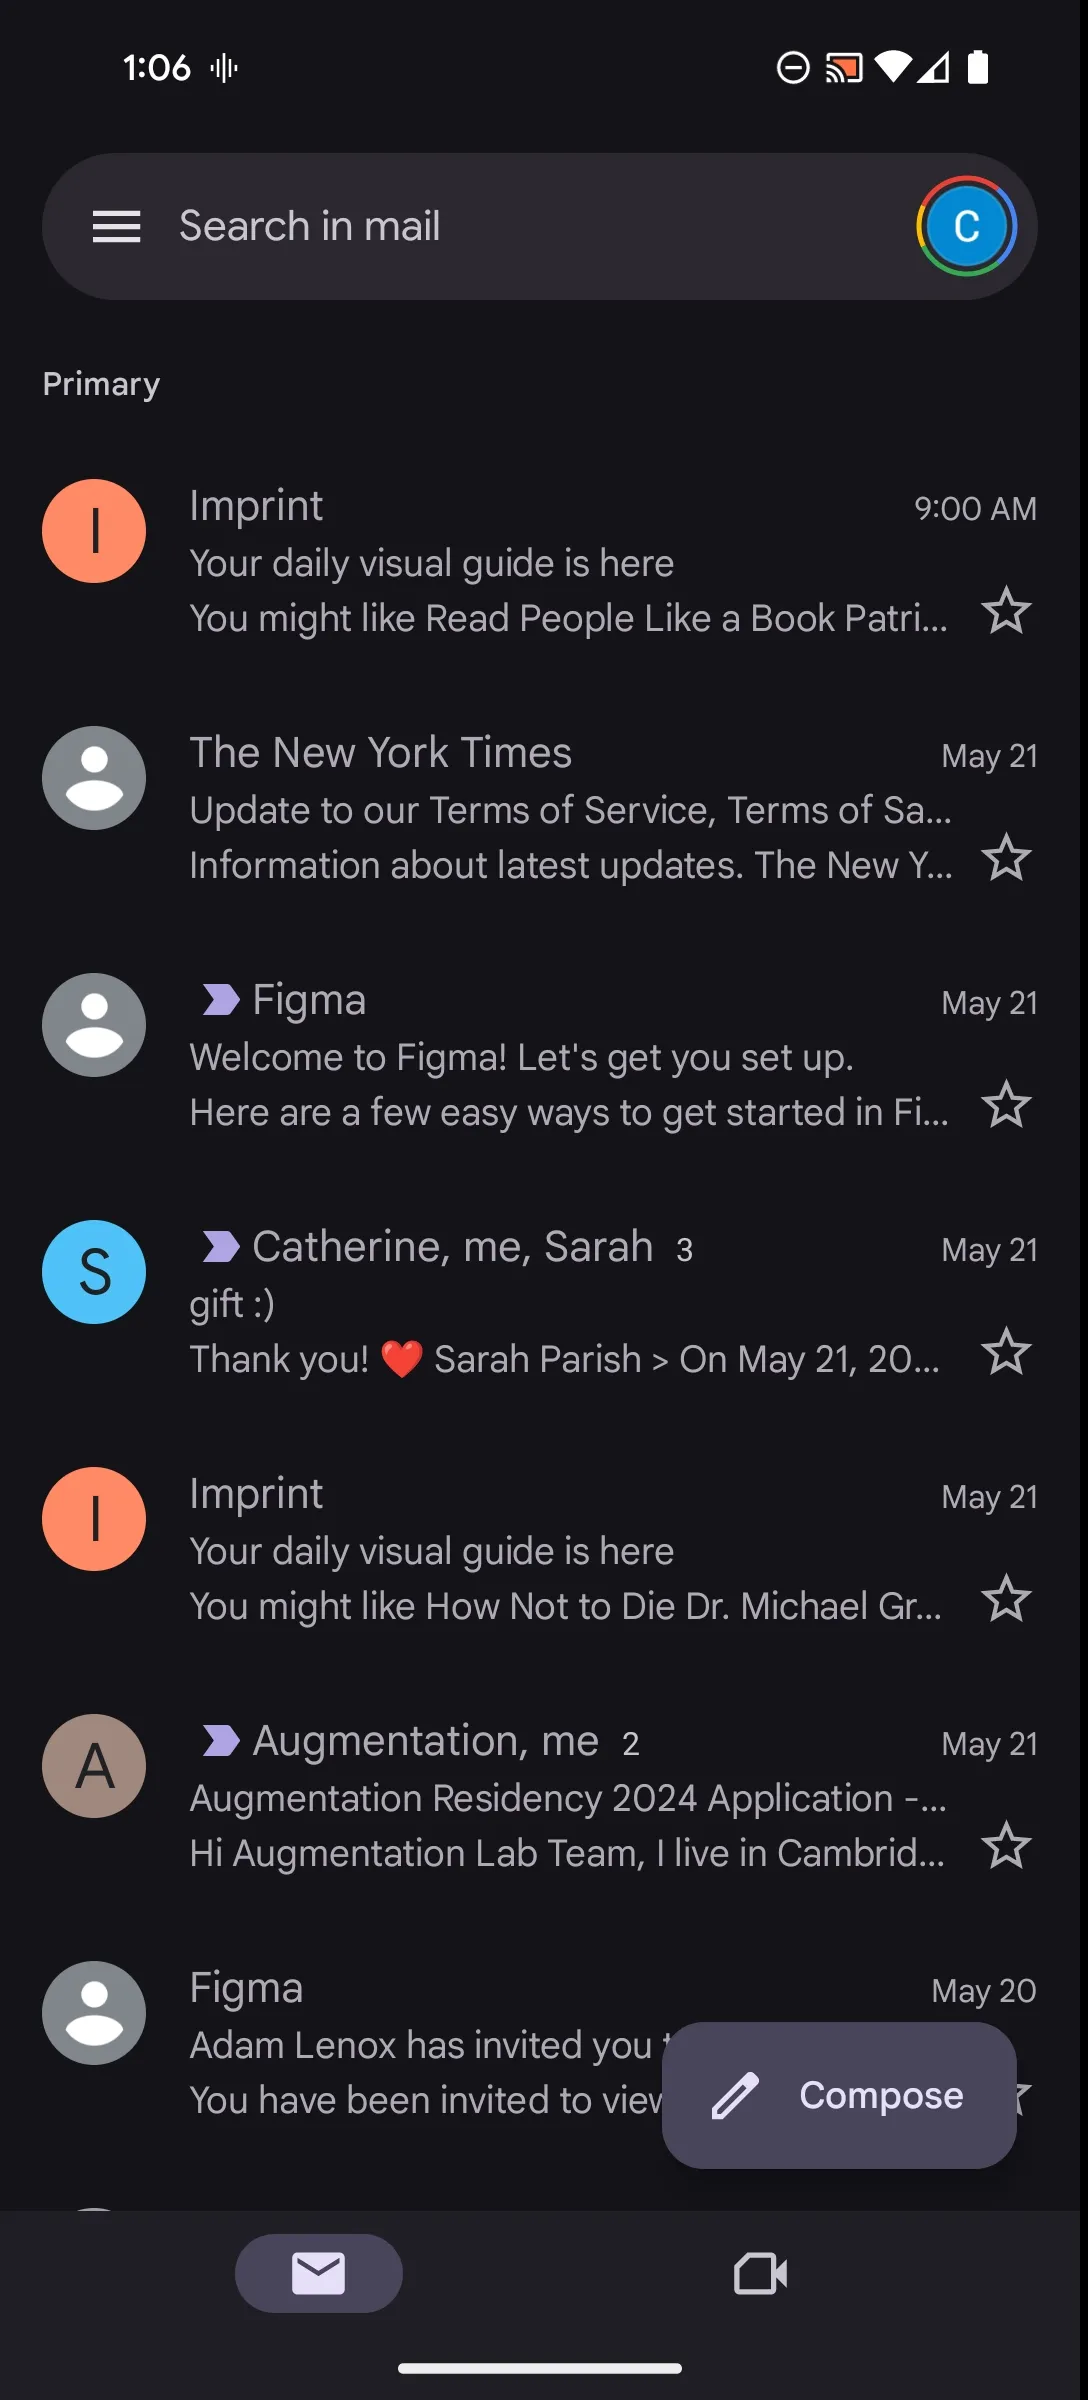 1:06
Search in mail
C
Primary
I
Imprint
9:00 AM
Your daily visual guide is here
You might like Read People Like a Book Patri...
The New York Times
May 21
Update to our Terms of Service, Terms of Sa...
Information about latest updates. The New Y...
Figma
May 21
Welcome to Figma! Let's get you set up.
Here are a few easy ways to get started in Fi...
S
Catherine, me, Sarah 3
May 21
gift :)
Thank you! ❤️ Sarah Parish > On May 21, 20...
I
Imprint
May 21
Your daily visual guide is here
You might like How Not to Die Dr. Michael Gr...
A
Augmentation, me 2
May 21
Augmentation Residency 2024 Application -...
Hi Augmentation Lab Team, I live in Cambrid...
Figma
May 20
Adam Lenox has invited you
You have been invited to view
Compose